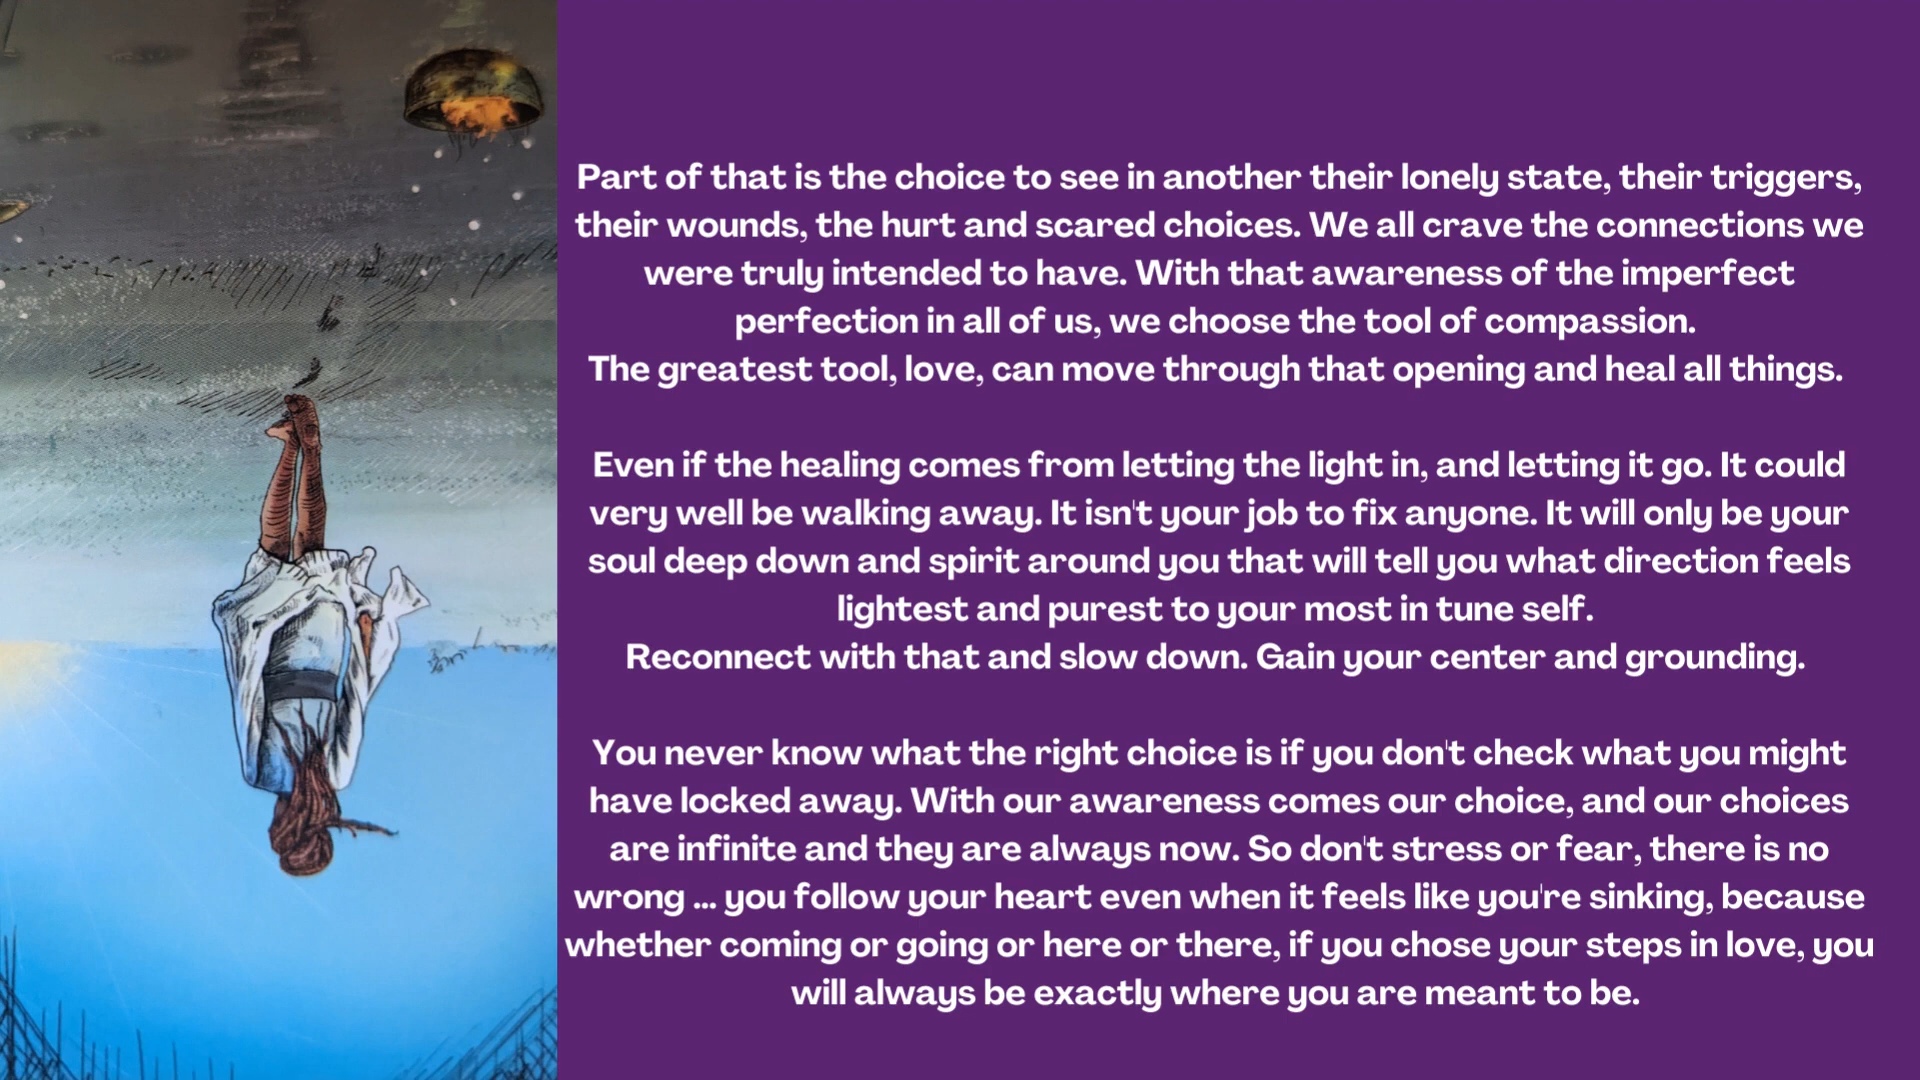 Part of that is the choice to see in another their lonely state, their triggers,
their wounds, the hurt and scared choices. We all crave the connections we
were truly intended to have. With that awareness of the imperfect
perfection in all of us, we choose the tool of compassion.
The greatest tool, love, can move through that opening and heal all things.
Even if the healing comes from letting the light in, and letting it go. It could
very well be walking away. It isn't your job to fix anyone. It will only be your
soul deep down and spirit around you that will tell you what direction feels
lightest and purest to your most in tune self.
Reconnect with that and slow down. Gain your center and grounding.
You never know what the right choice is if you don't check what you might
have locked away. With our awareness comes our choice, and our choices
are infinite and they are always now. So don't stress or fear, there is no
wrong ... you follow your heart even when it feels like you're sinking, because
whether coming or going or here or there, if you chose your steps in love, you
will always be exactly where you are meant to be.